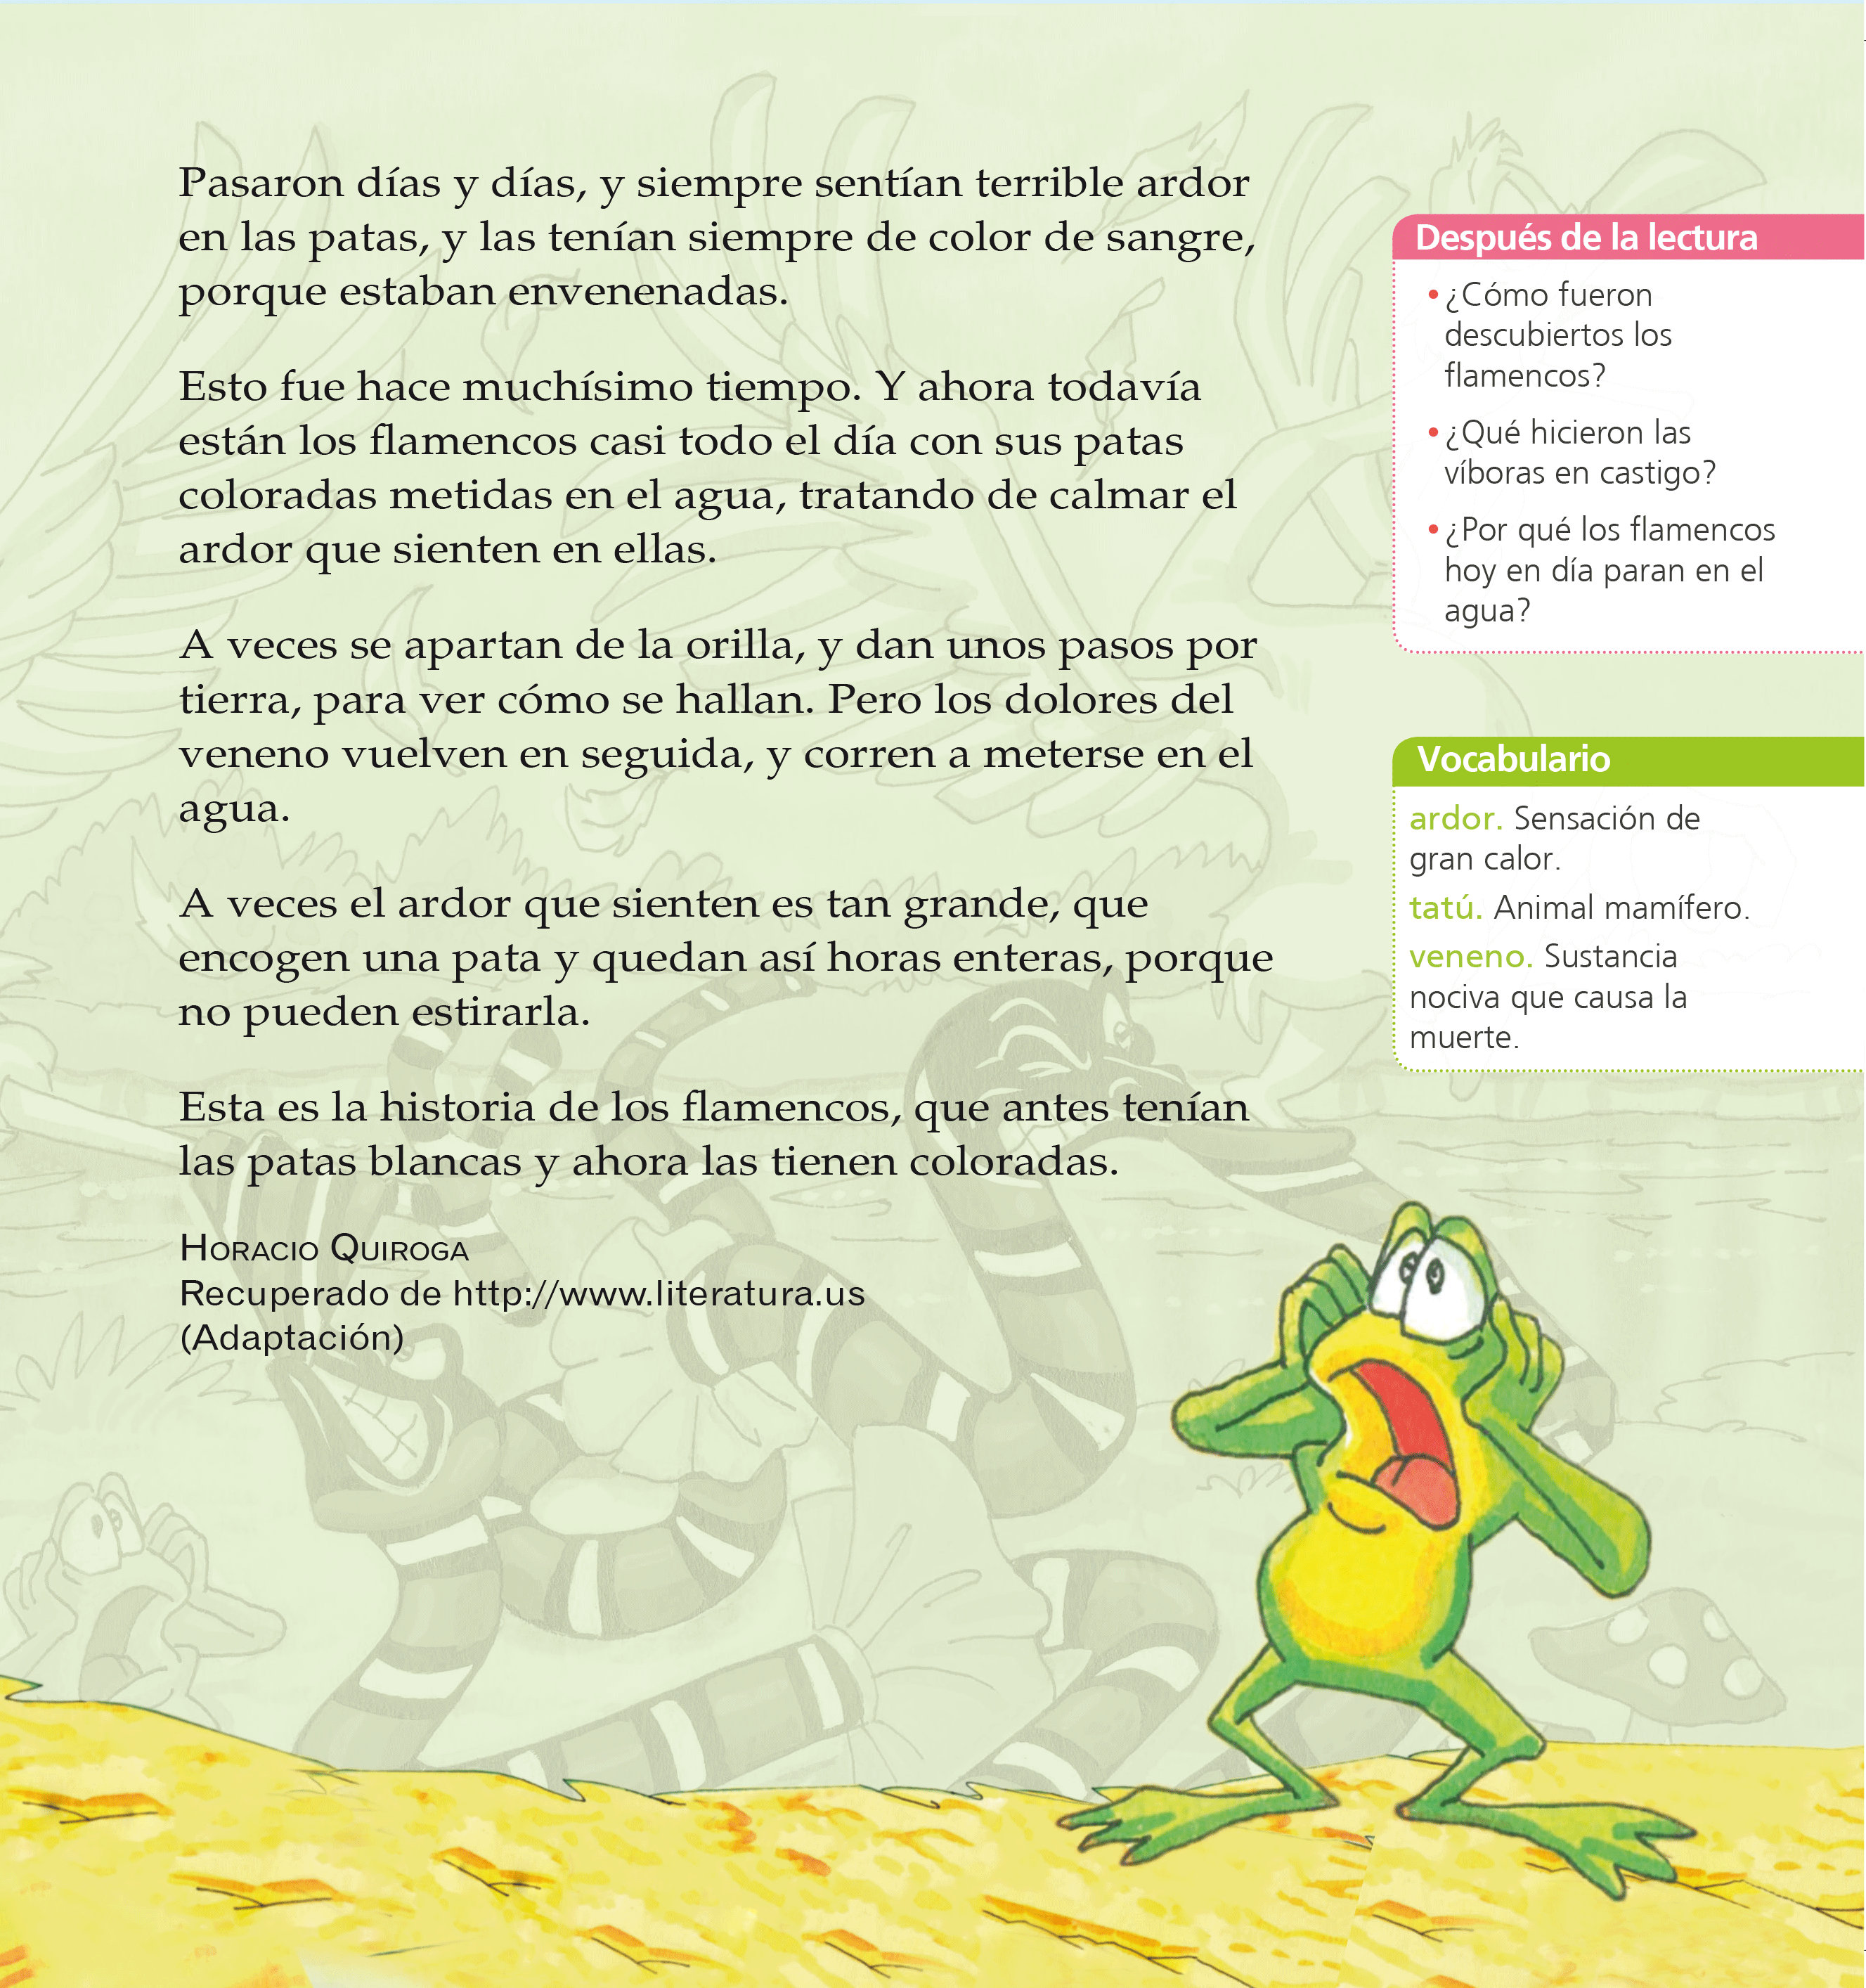 Pasaron días y días, y siempre sentían terrible ardor
en las patas, y las tenían siempre de color de sangre,
porque estaban envenenadas.
Esto fue hace muchísimo tiempo. Y ahora todavía
están los flamencos casi todo el día con sus patas
coloradas metidas en el agua, tratando de calmar el
ardor que sienten en ellas.
A veces se apartan de la orilla, y dan unos pasos por
tierra, para ver cómo se hallan. Pero los dolores del
veneno vuelven en seguida, y corren a meterse en el
agua.
A veces el ardor que sienten es tan grande, que
encogen una pata y quedan así horas enteras, porque
no pueden estirarla.
Esta es la historia de los flamencos, que antes tenían
las patas blancas y ahora las tienen coloradas.
HORACIO QUIROGA
Recuperado de http://www.literatura.us
(Adaptación)
Después de la lectura
• ¿Cómo fueron
descubiertos los
flamencos?
• ¿Qué hicieron las
víboras en castigo?
• ¿Por qué los flamencos
hoy en día paran en el
agua?
Vocabulario
ardor. Sensación de
gran calor.
tatú. Animal mamífero.
veneno. Sustancia
nociva que causa la
muerte.